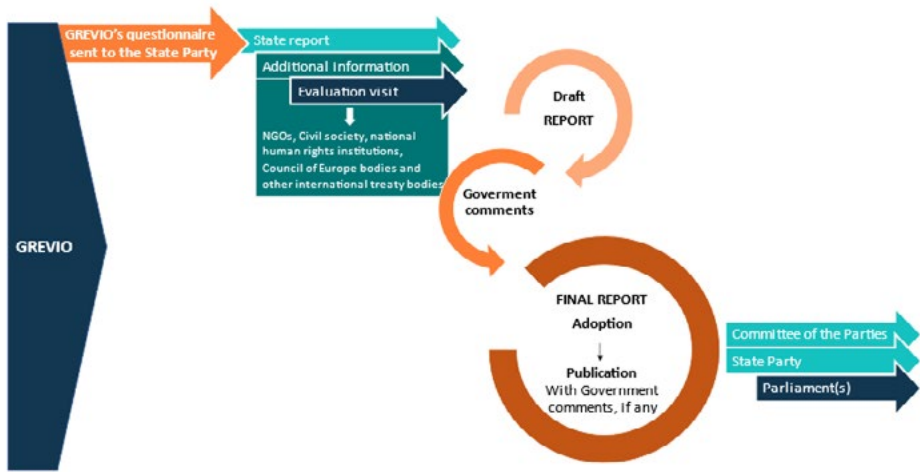 GREVIO
GREVIO's questionnaire
sent to the State Party
State report
Additional Information
Evaluation visit
NGOs, Civil society, national
human rights institutions,
Council of Europe bodies and
other international treaty bodies
Draft
REPORT
Goverment
comments
FINAL REPORT
Adoption
Publication
With Government
comments, if any
Committee of the Parties
State Party
Parliament(s)